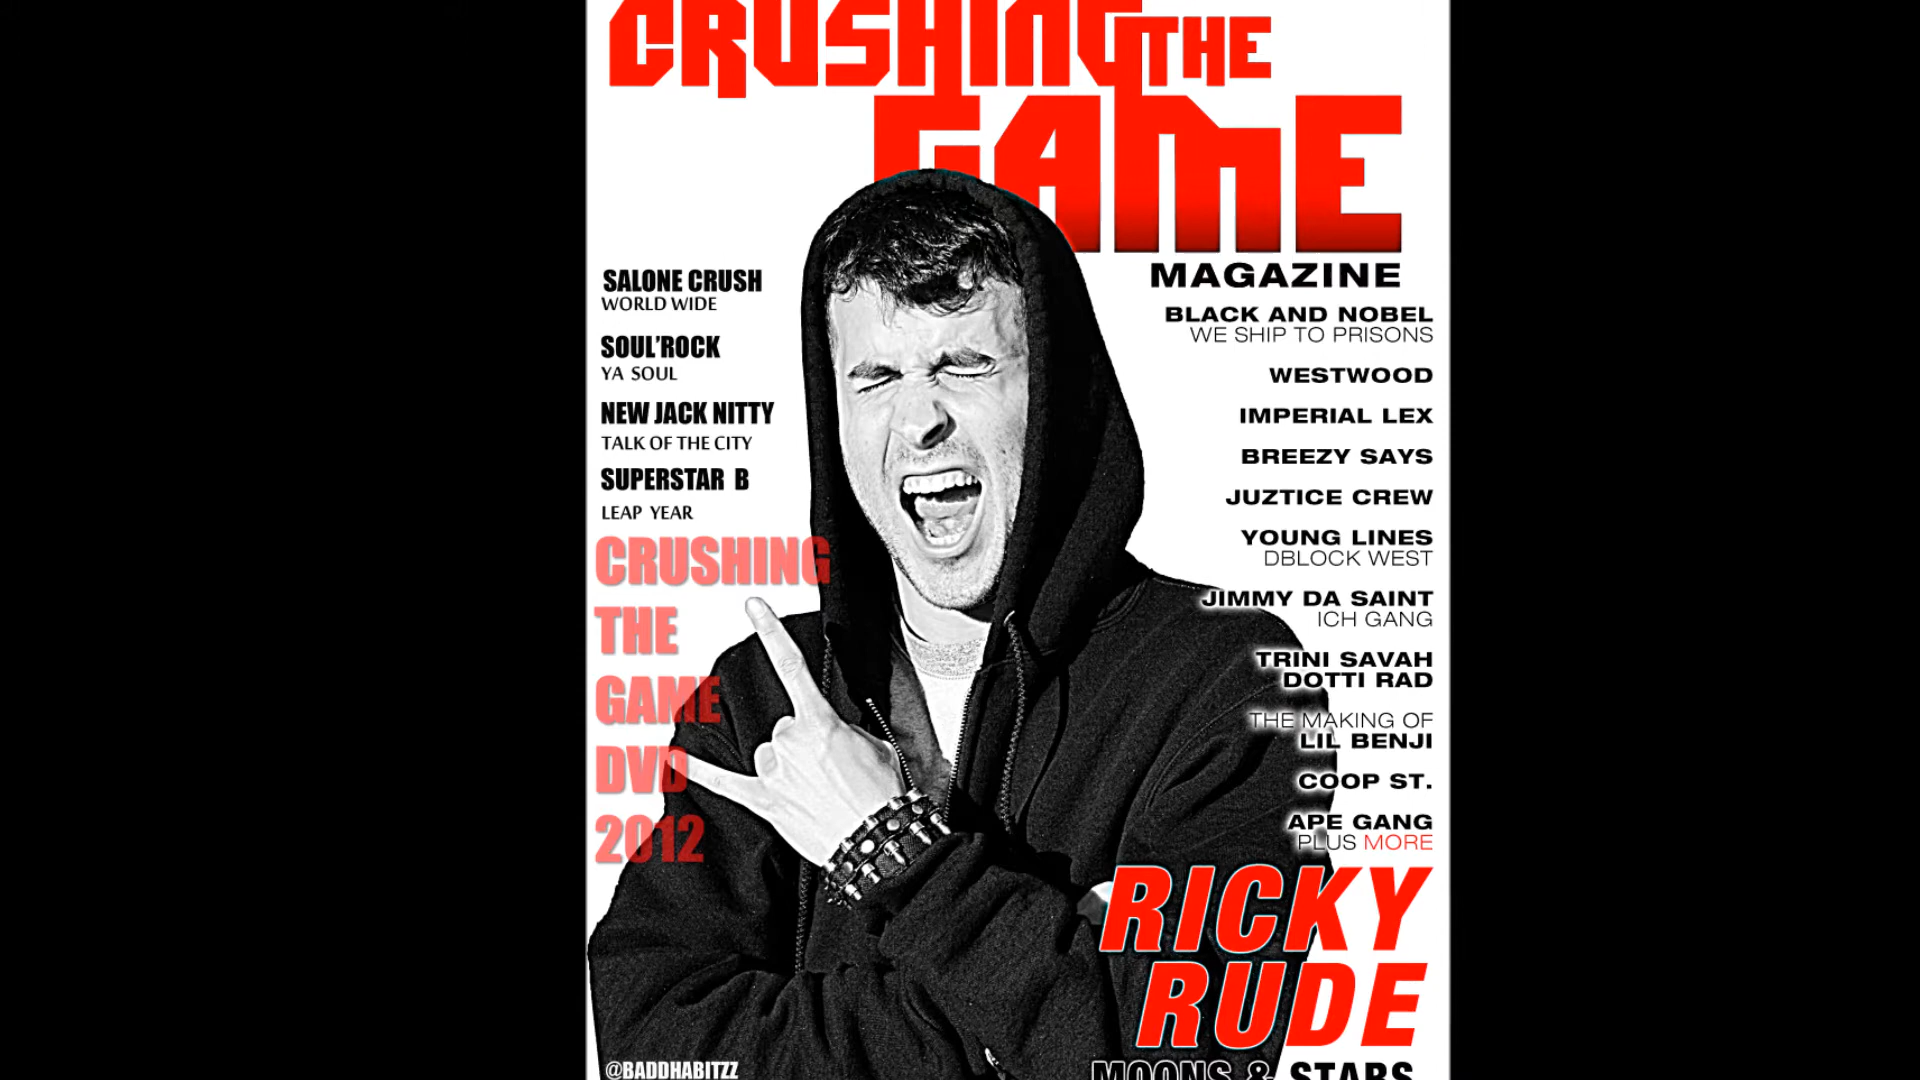 CRUSHING THE
GAME
MAGAZINE
SALONE CRUSH
WORLD WIDE
SOUL'ROCK
YA SOUL
NEW JACK NITTY
TALK OF THE CITY
SUPERSTAR B
LEAP YEAR
CRUSHING
THE
GAME
DVD
2012
@BADDHABITZZ
BLACK AND NOBEL
WE SHIP TO PRISONS
WESTWOOD
IMPERIAL LEX
BREEZY SAYS
JUZTICE CREW
YOUNG LINES
DBLOCK WEST
JIMMY DA SAINT
ICH GANG
TRINI SAVAH
DOTTI RAD
THE MAKING OF
LIL BENJI
COOP ST.
APE GANG
PLUS MORE
RICKY
RUDE
MOONS & STARS